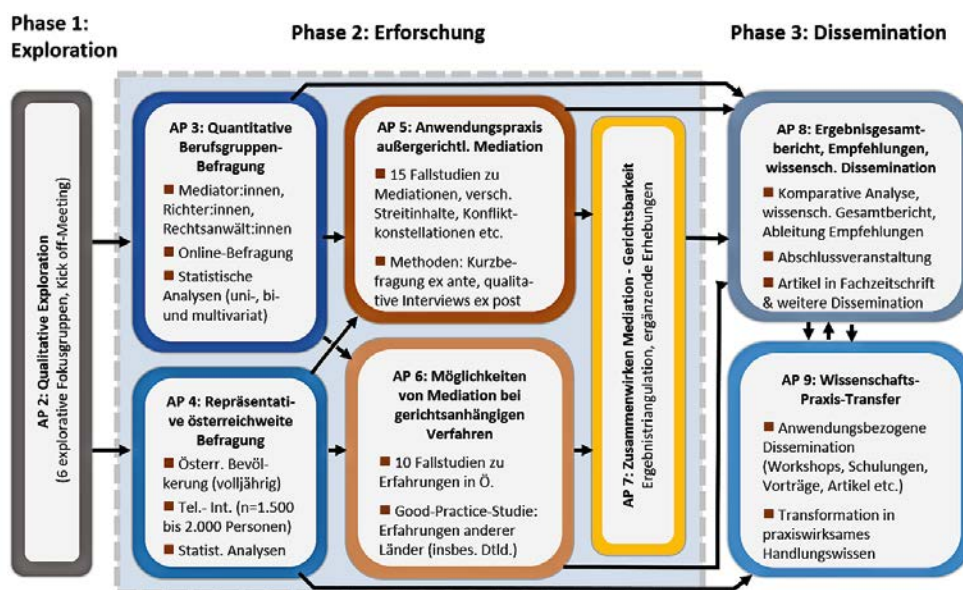 Phase 1:
Exploration
Phase 2: Erforschung
Phase 3: Dissemination
AP 2: Qualitative Exploration
(6 explorative Fokusgruppen, Kick off-Meeting)
AP 3: Quantitative
Berufsgruppen-
Befragung
Mediator:innen,
Richter:innen,
Rechtsanwält:innen
Online-Befragung
Statistische
Analysen (uni-, bi-
und multivariat)
AP 4: Repräsentati-
ve österreichweite
Befragung
Österr. Bevöl-
kerung (volljährig)
Tel.- Int. (n=1.500
bis 2.000 Personen)
Statist. Analysen
AP 5: Anwendungspraxis
außergerichtl. Mediation
15 Fallstudien zu
Mediationen, versch.
Streitinhalte, Konflikt-
konstellationen etc.
Methoden: Kurzbe-
fragung ex ante, qualita-
tive Interviews ex post
AP 6: Möglichkeiten
von Mediation bei
gerichtsanhängigen
Verfahren
10 Fallstudien zu
Erfahrungen in Ö.
Good-Practice-Studie:
Erfahrungen anderer
Länder (insbes. Dtld.)
AP 7: Zusammenwirken Mediation - Gerichtsbarkeit
Ergebnistriangulation, ergänzende Erhebungen
AP 8: Ergebnisgesamt-
bericht, Empfehlungen,
wissensch. Dissemination
Komparative Analyse,
wissensch. Gesamtbericht,
Ableitung Empfehlungen
Abschlussveranstaltung
Artikel in Fachzeitschrift
& weitere Dissemination
AP 9: Wissenschafts-
Praxis-Transfer
Anwendungsbezogene
Dissemination
(Workshops, Schulungen,
Vorträge, Artikel etc.)
Transformation in
praxiswirksames
Handlungswissen